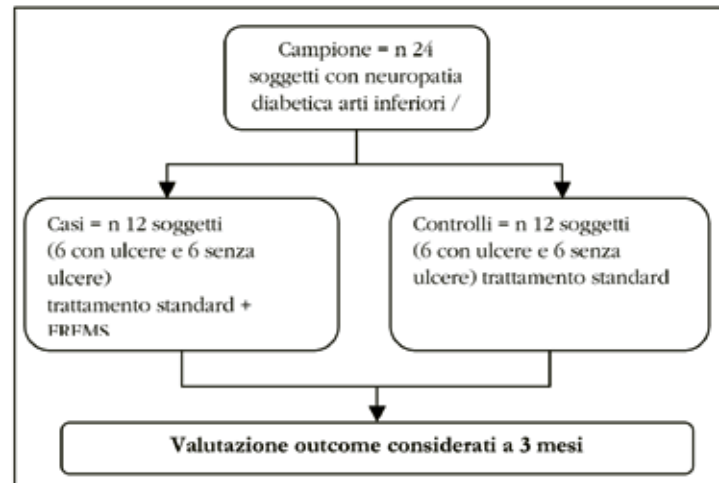 Campione = n 24
soggetti con neuropatia
diabetica arti inferiori /
Casi = n 12 soggetti
(6 con ulcere e 6 senza
ulcere)
trattamento standard +
FREMS
Controlli = n 12 soggetti
(6 con ulcere e 6 senza
ulcere) trattamento standard
Valutazione outcome considerati a 3 mesi